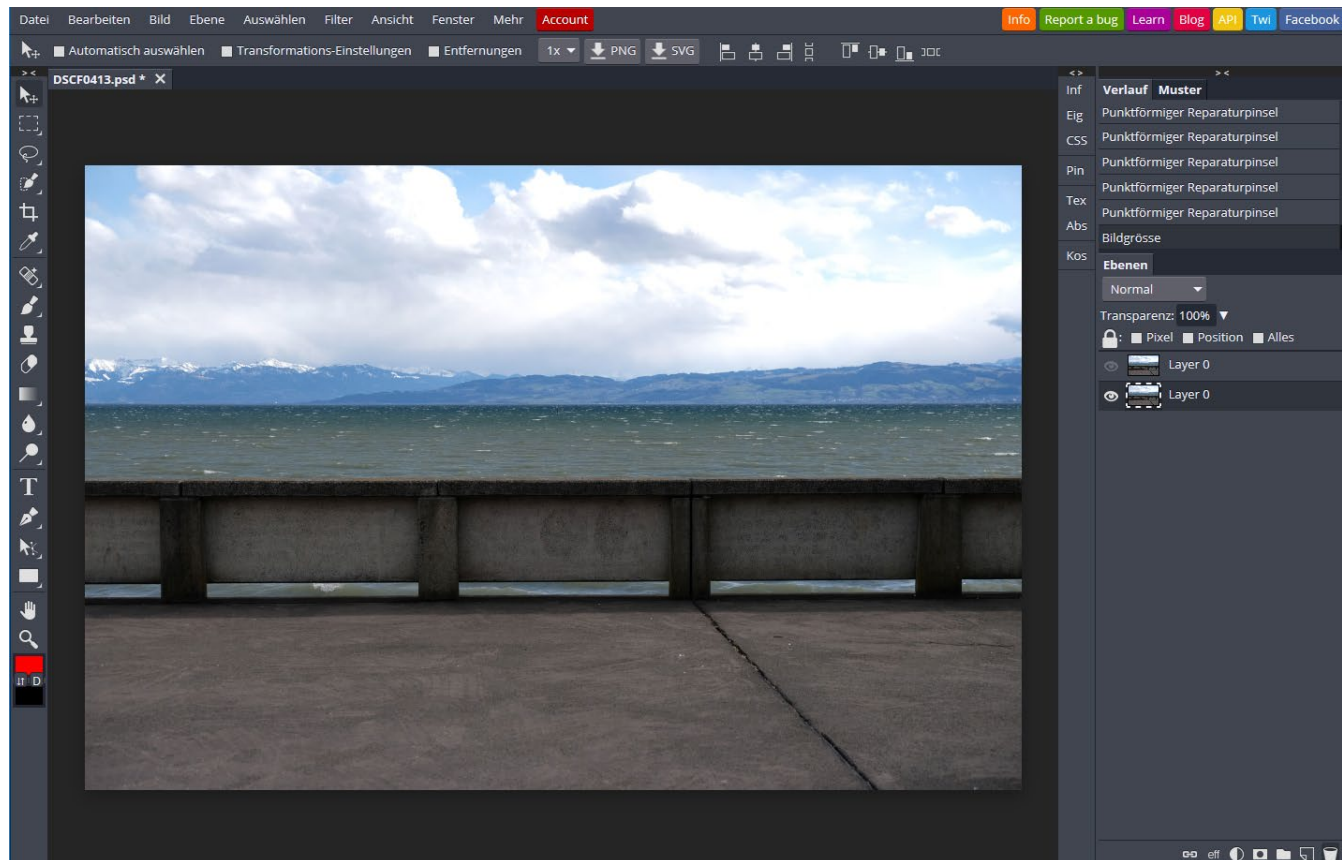 Datei Bearbeiten Bild Ebene Auswählen Filter Ansicht Fenster Mehr Account Info Report a bug Learn Blog API Twi Facebook
Automatisch auswählen Transformations-Einstellungen Entfernungen 1x PNG SVG
DSCF0413.psd * X
> <
< >
> <
Inf
Eig
CSS
Pin
Tex
Abs
Kos
Verlauf Muster
Punktförmiger Reparaturpinsel
Punktförmiger Reparaturpinsel
Punktförmiger Reparaturpinsel
Punktförmiger Reparaturpinsel
Punktförmiger Reparaturpinsel
Bildgrösse
Ebenen
Normal
Transparenz: 100%
: Pixel Position Alles
Layer 0
Layer 0
T
D
eff